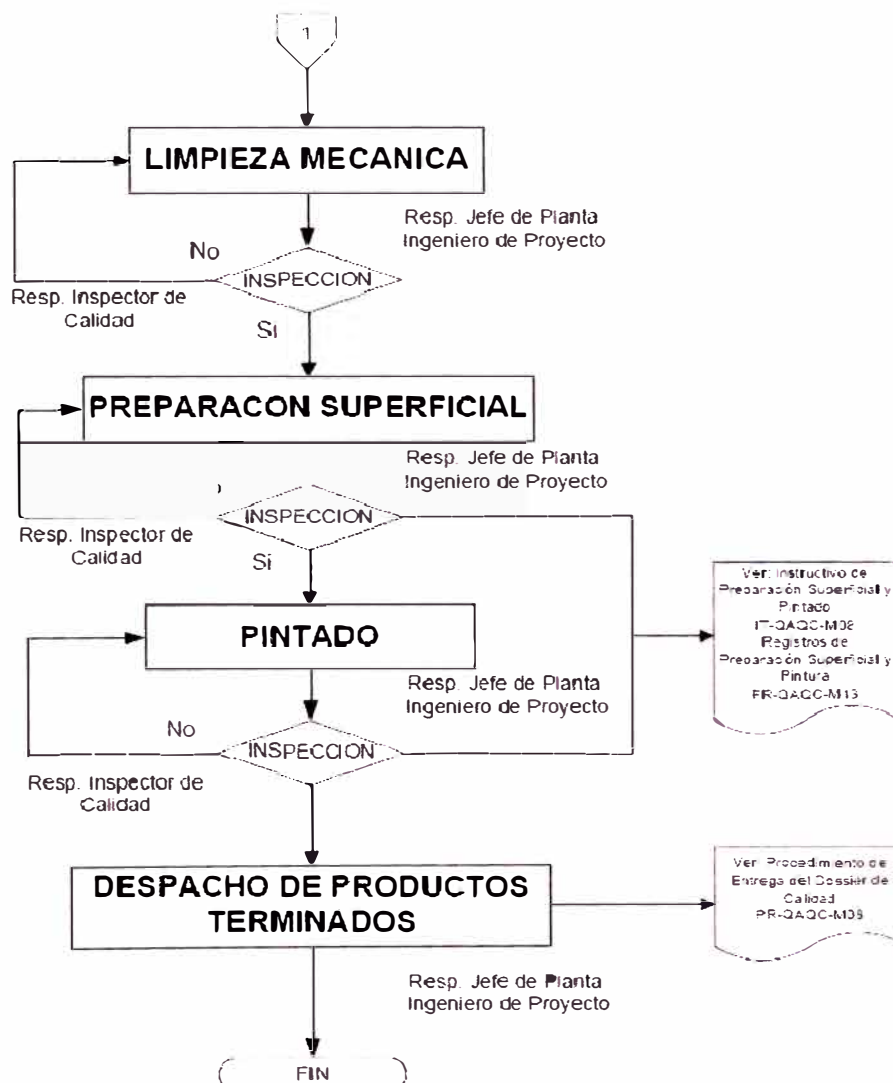 1
LIMPIEZA MECANICA
Resp. Jefe de Planta
Ingeniero de Proyecto
No
INSPECCION
Resp. Inspector de
Calidad
Si
PREPARACON SUPERFICIAL
Resp. Jefe de Planta
Ingeniero de Proyecto
INSPECCION
Resp. Inspector de
Calidad
Si
Ver: Instructivo de
Preparación Superficial y
Pintado
IT-QAQC-M02
Registros de
Preparación Superficial y
Pintura
FR-QAQC-M13
PINTADO
Resp. Jefe de Planta
Ingeniero de Proyecto
No
INSPECCION
Resp. Inspector de
Calidad
DESPACHO DE PRODUCTOS
TERMINADOS
Ver: Procedimiento de
Entrega del Dossier de
Calidad
Resp. Jefe de Planta
Ingeniero de Proyecto
FIN